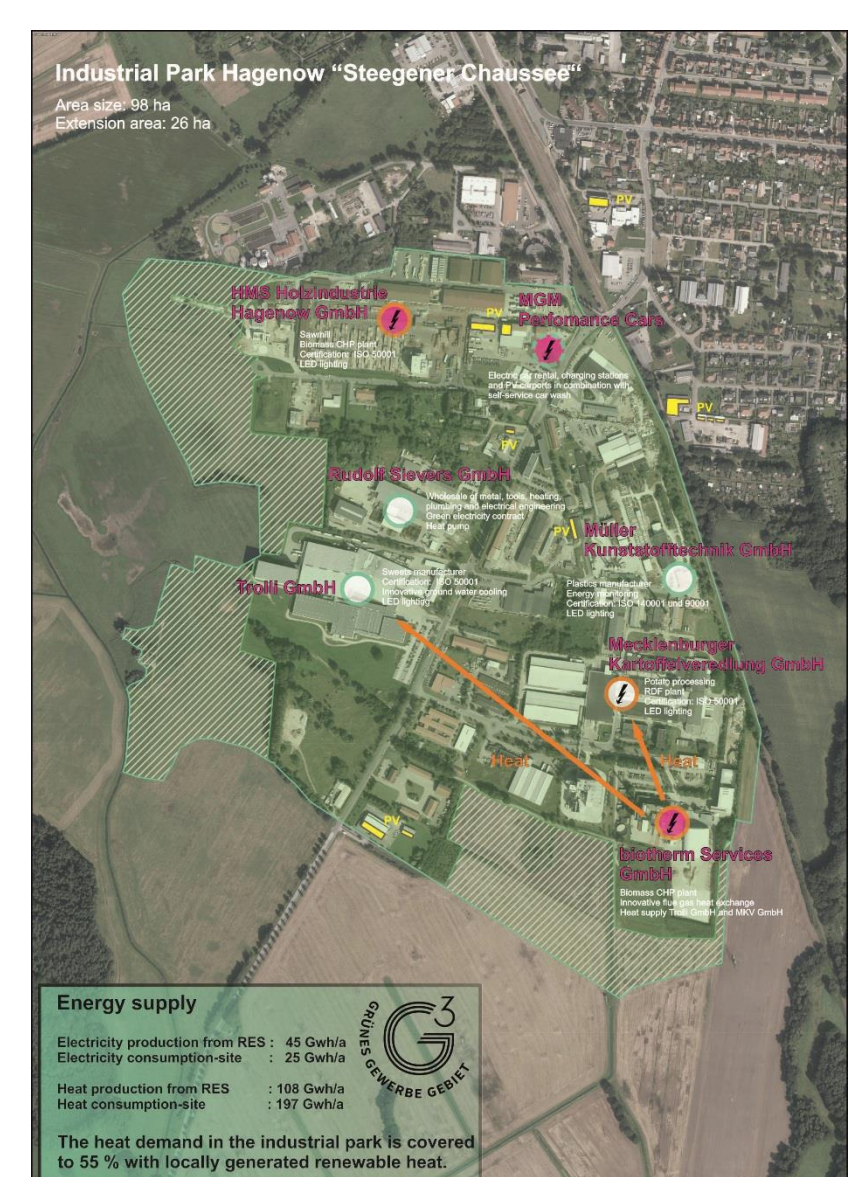 Industrial Park Hagenow “Steegener Chaussee“
Area size: 98 ha
Extension area: 26 ha
PV
HMS Holzindustrie
Hagenow GmbH
Sawmill
Biomass CHP plant
Certification: ISO 50001
LED lighting
PV
MGM
Perfomance Cars
Electric car rental, charging stations
and PV-carports in combination with
self-service car wash
PV
PV
Rudolf Sievers GmbH
Wholesale of metal, tools, heating,
plumbing and electrical engineering
Green electricity contract
Heat pump
PV
Müller
Kunststofftechnik GmbH
Plastics manufacturer
Energy monitoring
Certification: ISO 140001 und 90001
LED lighting
Trolli GmbH
Sweets manufacturer
Certification: ISO 50001
Innovative ground water cooling
LED lighting
Mecklenburger
Kartoffelveredlung GmbH
Potato processing
RDF plant
Certification: ISO 50001
LED lighting
Heat
Heat
PV
biotherm Services
GmbH
Biomass CHP plant
Innovative flue gas heat exchange
Heat supply Trolli GmbH and MKV GmbH
Energy supply
Electricity production from RES : 45 Gwh/a
Electricity consumption-site : 25 Gwh/a
Heat production from RES : 108 Gwh/a
Heat consumption-site : 197 Gwh/a
The heat demand in the industrial park is covered
to 55 % with locally generated renewable heat.
G3
GRÜNES GEWERBE GEBIET